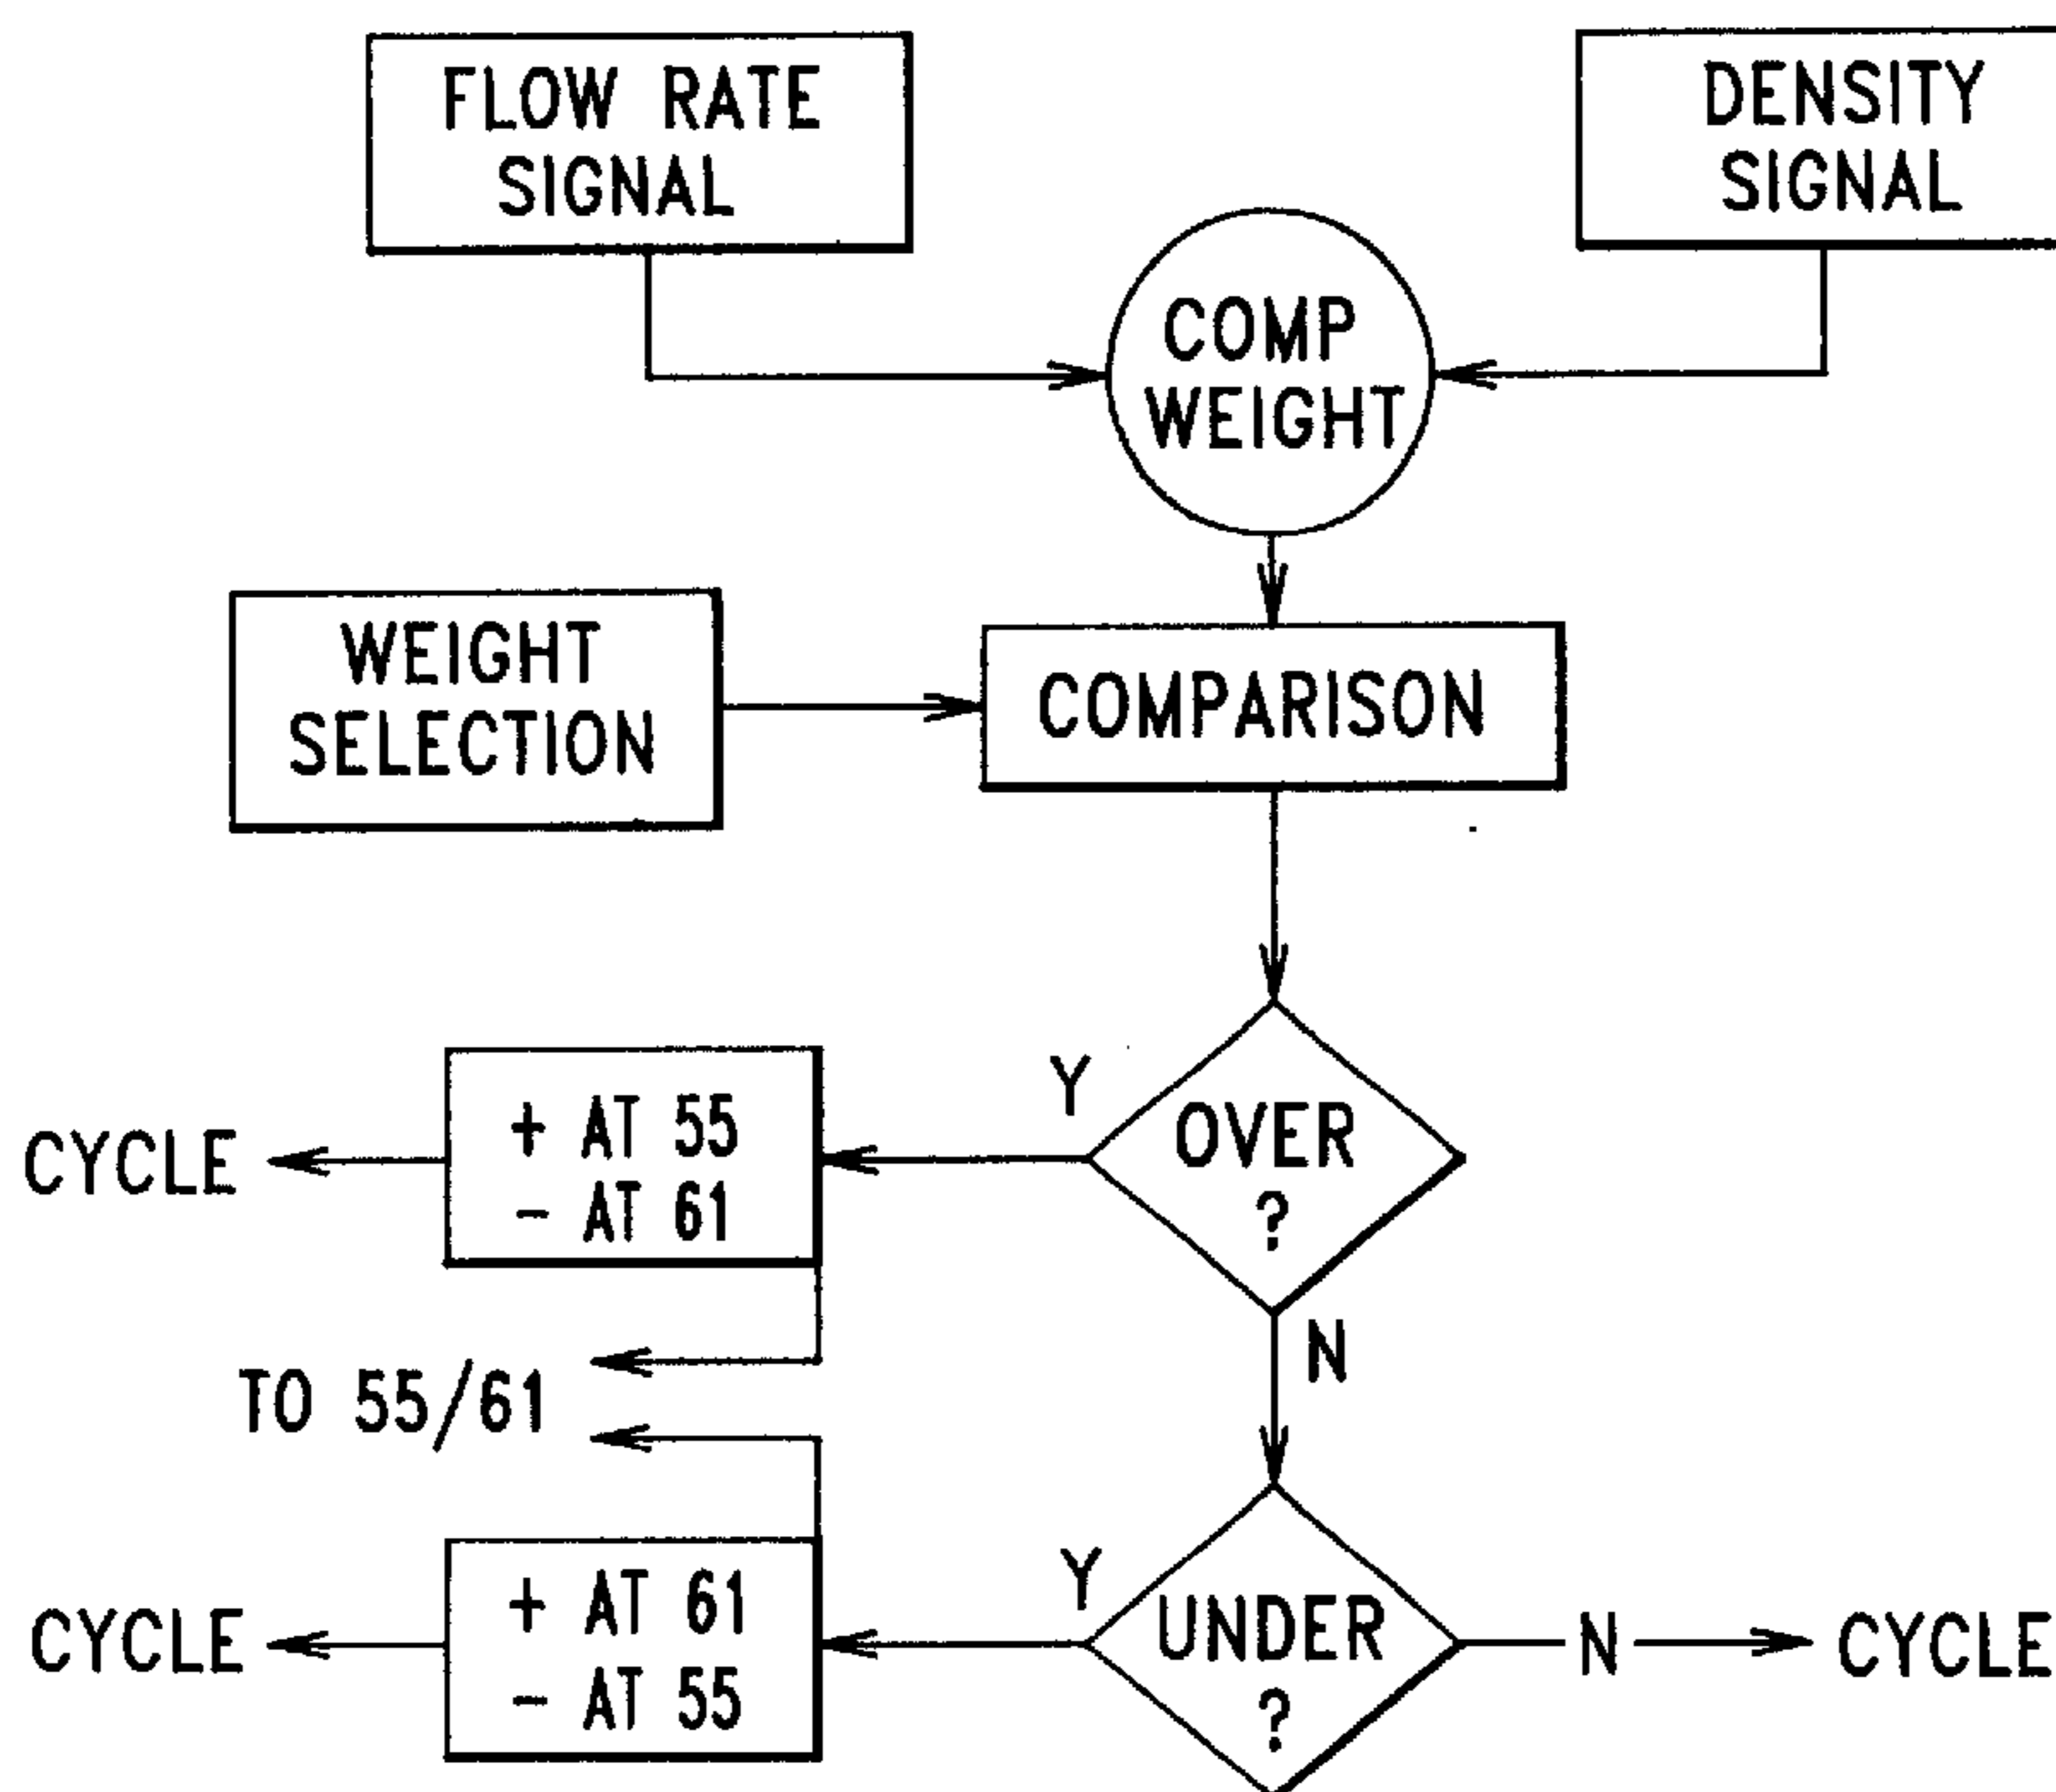 FLOW RATE
SIGNAL
DENSITY
SIGNAL
COMP
WEIGHT
WEIGHT
SELECTION
COMPARISON
Y
OVER
?
+ AT 55
- AT 61
CYCLE
N
TO 55/61
Y
UNDER
?
+ AT 61
- AT 55
CYCLE
N
CYCLE